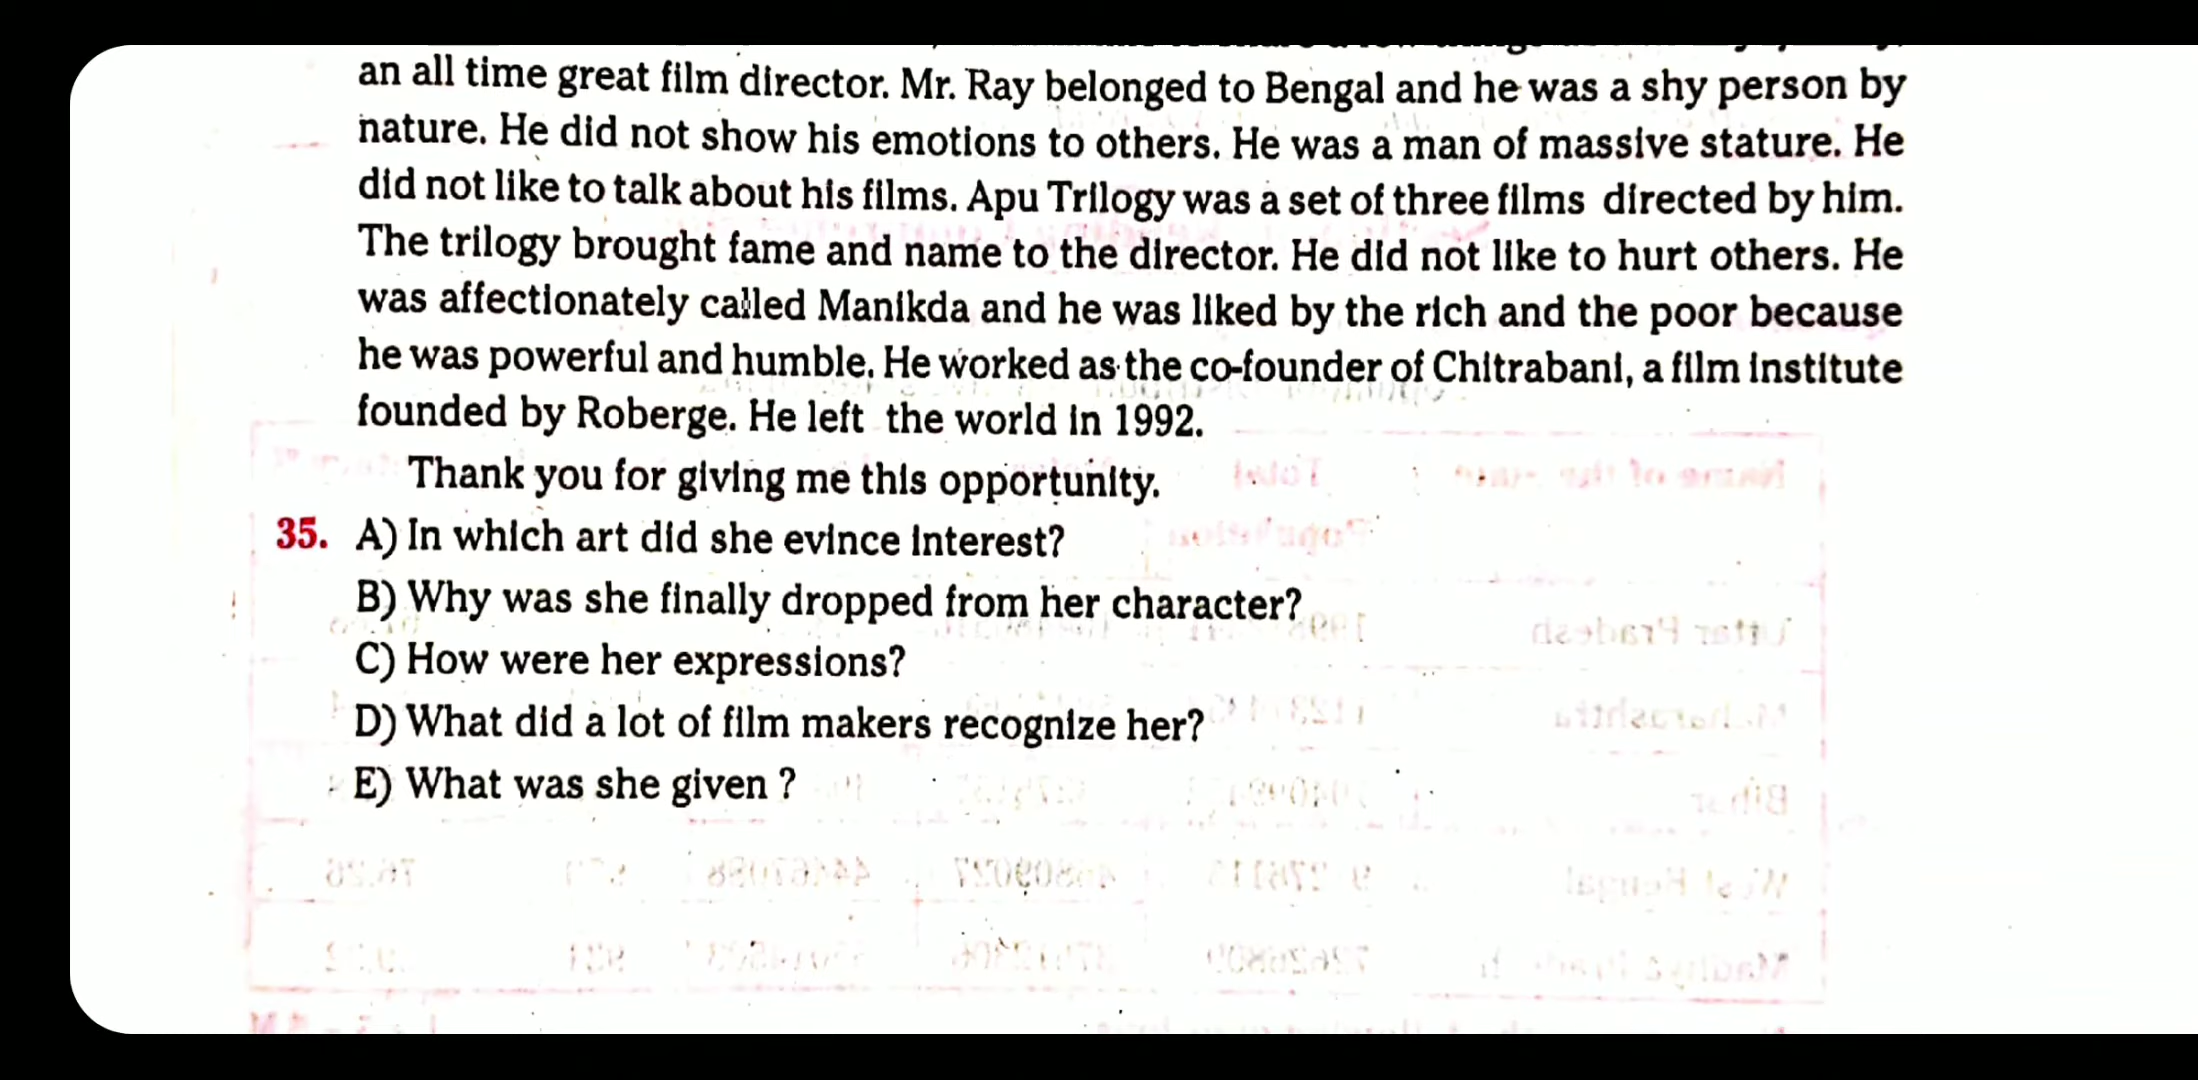 an all time great film director. Mr. Ray belonged to Bengal and he was a shy person by
nature. He did not show his emotions to others. He was a man of massive stature. He
did not like to talk about his films. Apu Trilogy was a set of three films directed by him.
The trilogy brought fame and name to the director. He did not like to hurt others. He
was affectionately called Manikda and he was liked by the rich and the poor because
he was powerful and humble. He worked as the co-founder of Chitrabani, a film institute
founded by Roberge. He left the world in 1992.
Thank you for giving me this opportunity.
35. A) In which art did she evince interest?
B) Why was she finally dropped from her character?
C) How were her expressions?
D) What did a lot of film makers recognize her?
E) What was she given ?